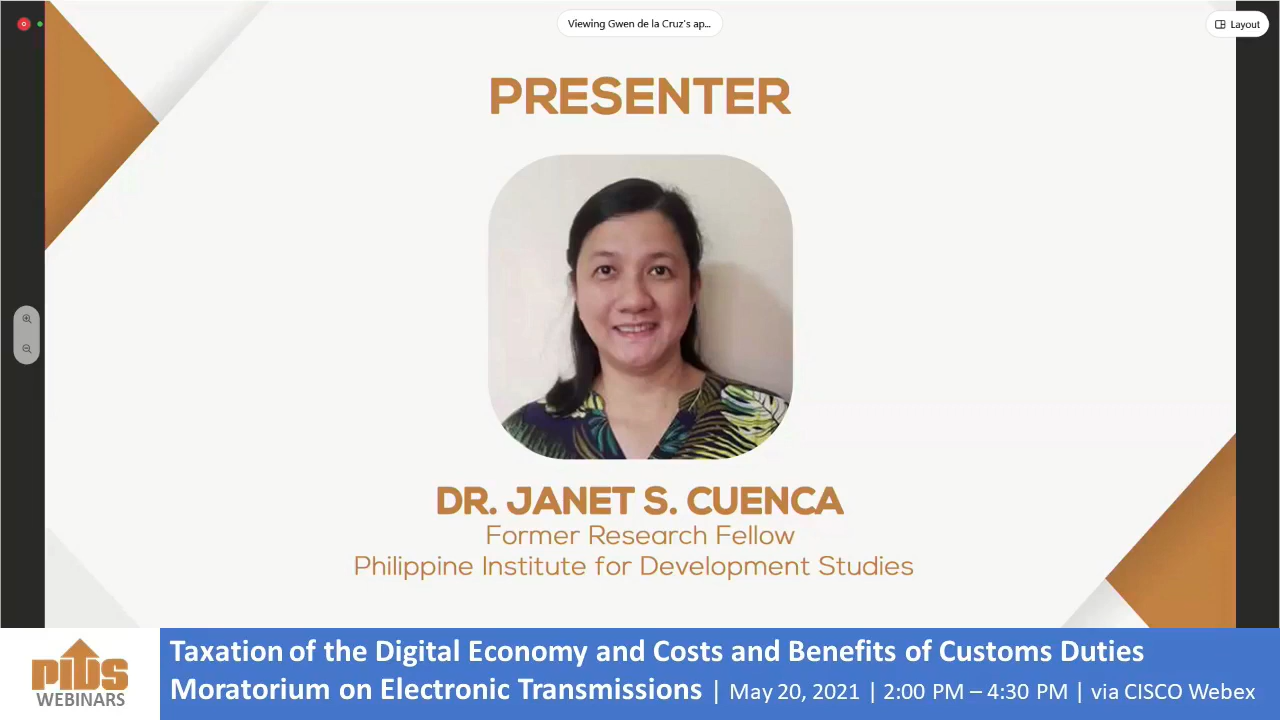 Viewing Gwen de la Cruz's ap...
Layout
PRESENTER
DR. JANET S. CUENCA
Former Research Fellow
Philippine Institute for Development Studies
PIDS
WEBINARS
Taxation of the Digital Economy and Costs and Benefits of Customs Duties
Moratorium on Electronic Transmissions | May 20, 2021 | 2:00 PM – 4:30 PM | via CISCO Webex